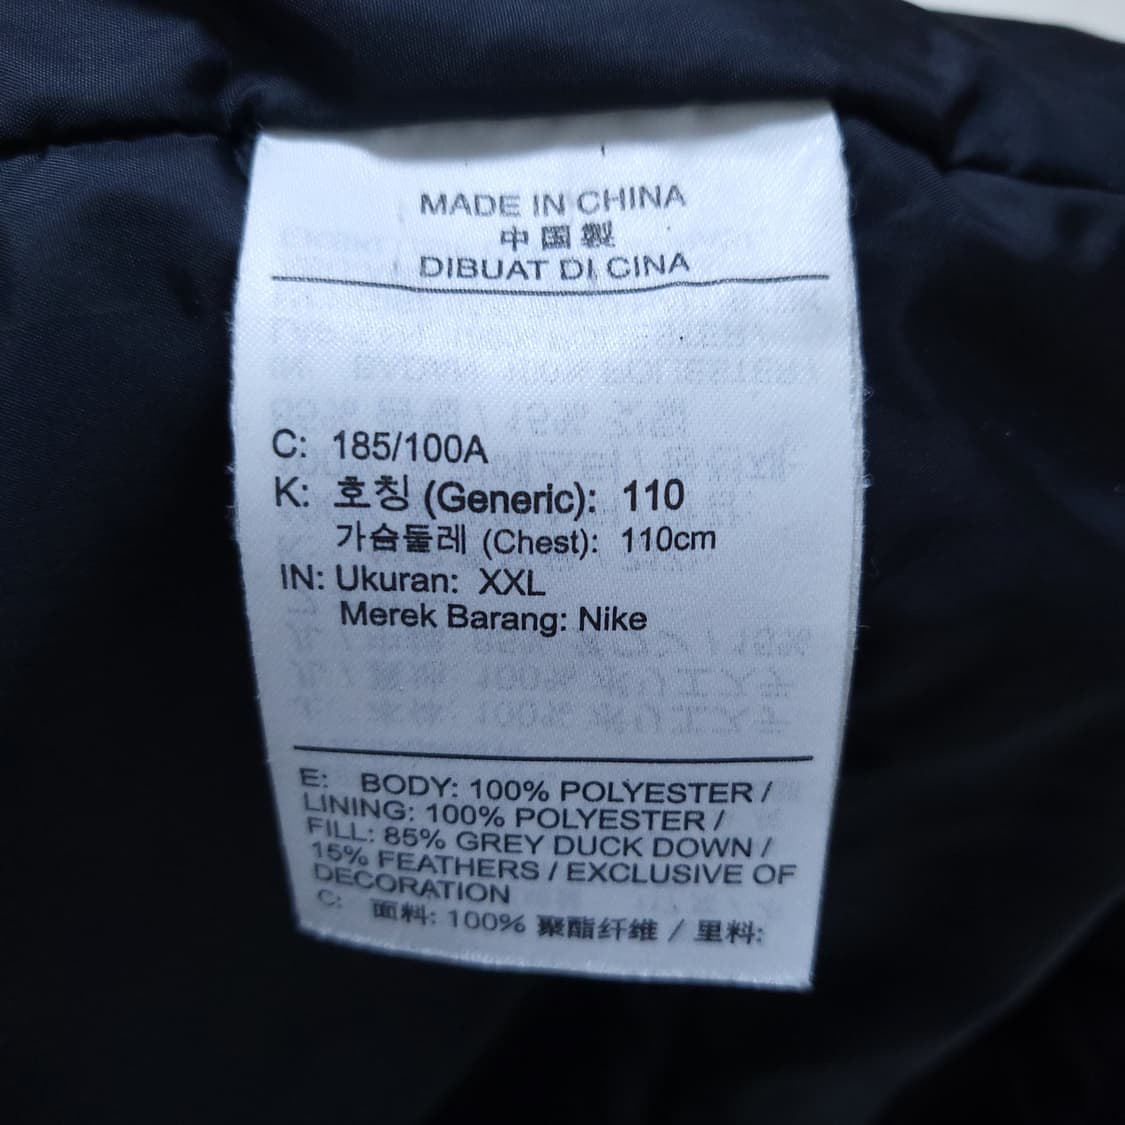 MADE IN CHINA
中国製
DIBUAT DI CINA
C: 185/100A
K: 호칭 (Generic): 110
가슴둘레 (Chest): 110cm
IN: Ukuran: XXL
Merek Barang: Nike
E: BODY: 100% POLYESTER /
LINING: 100% POLYESTER /
FILL: 85% GREY DUCK DOWN /
15% FEATHERS / EXCLUSIVE OF
DECORATION
C: 面料: 100% 聚酯纤维 / 里料: